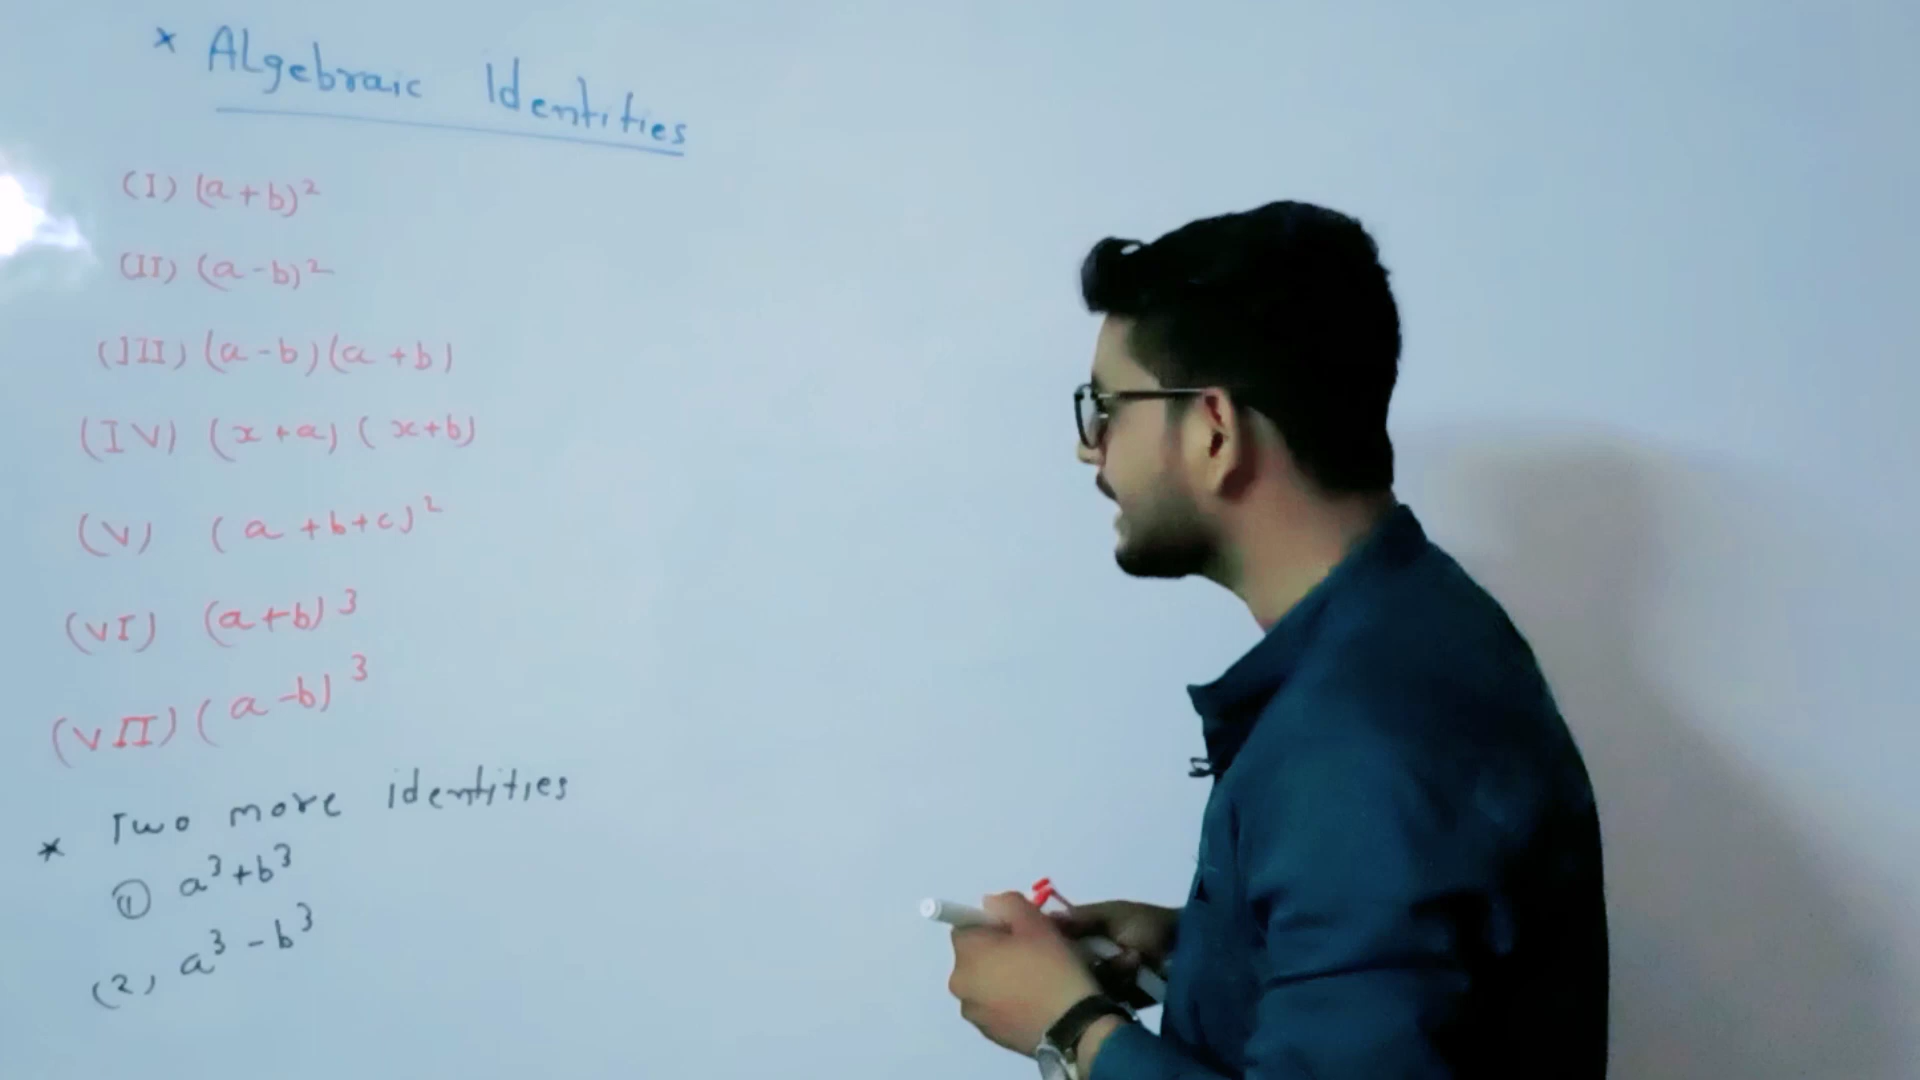 * Algebraic Identities
(I) (a+b)²
(II) (a-b)²
(III) (a-b)(a+b)
(IV) (x+a) (x+b)
(V) (a+b+c)²
(VI) (a+b)³
(VII) (a-b)³
* Two more identities
① a³+b³
(2) a³-b³